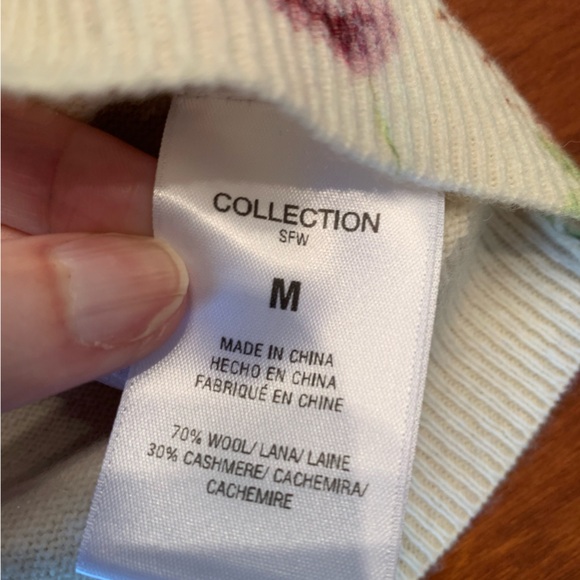 COLLECTION
SFW
M
MADE IN CHINA
HECHO EN CHINA
FABRIQUÉ EN CHINE
70% WOOL/ LANA/ LAINE
30% CASHMERE/ CACHEMIRA/
CACHEMIRE